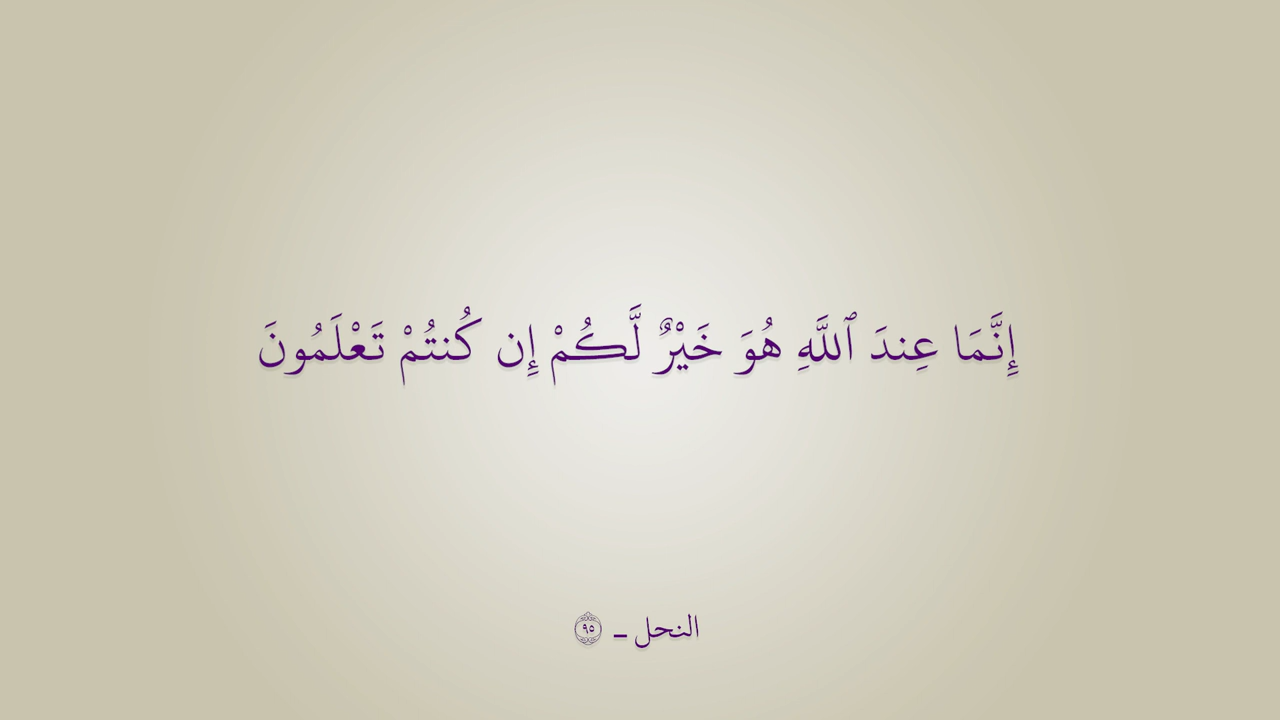 إِنَّمَا عِندَ ٱللَّهِ هُوَ خَيْرٌ لَّكُمْ إِن كُنتُمْ تَعْلَمُونَ
النحل ـ ٩٥